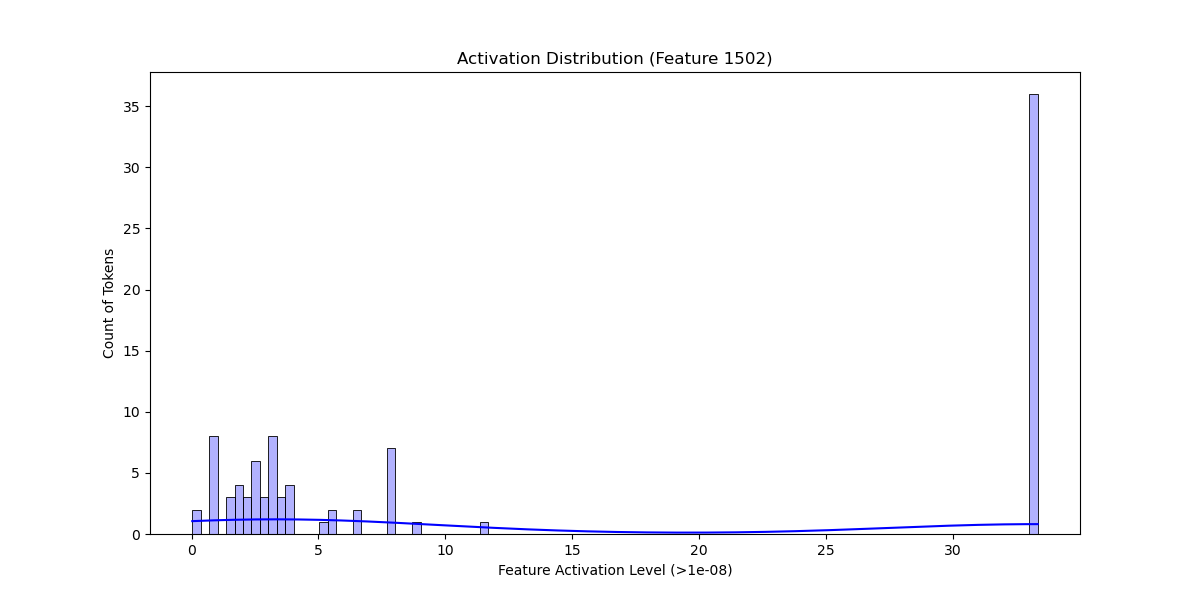 Activation Distribution (Feature 1502)
Count of Tokens
35
30
25
20
15
10
5
0
0 5 10 15 20 25 30
Feature Activation Level (>1e-08)